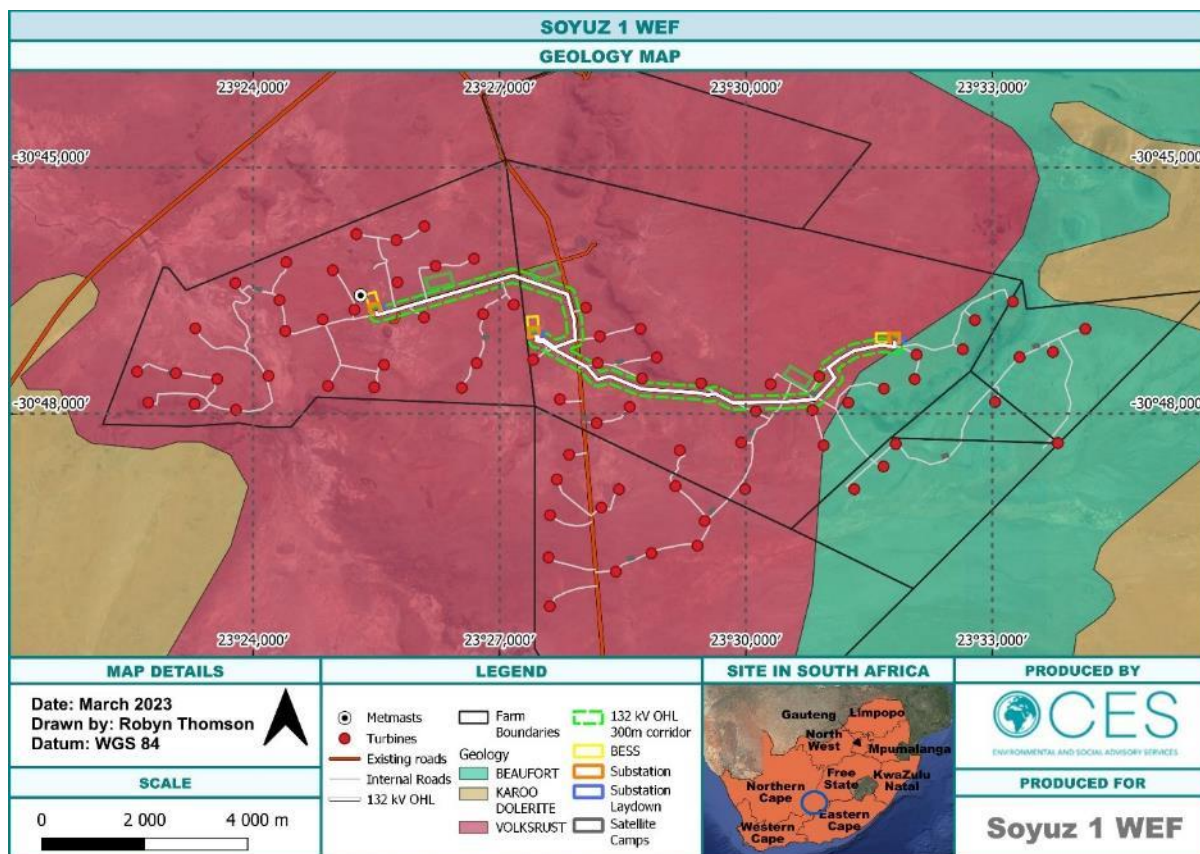 SOYUZ 1 WEF
GEOLOGY MAP
23°24,000′ 23°27,000′ 23°30,000′ 23°33,000′
-30°45,000′ -30°45,000′
-30°48,000′ -30°48,000′
23°24,000′ 23°27,000′ 23°30,000′ 23°33,000′
MAP DETAILS
Date: March 2023
Drawn by: Robyn Thomson
Datum: WGS 84
SCALE
0 2 000 4 000 m
LEGEND
Metmasts
Turbines
Existing roads
Internal Roads
132 kV OHL
Farm
Boundaries
Geology
BEAUFORT
KAROO
DOLERITE
VOLKSRUST
132 kV OHL
300m corridor
BESS
Substation
Substation
Laydown
Satellite
Camps
SITE IN SOUTH AFRICA
Limpopo
Gauteng
North
West
Mpumalanga
Free
State
KwaZulu
Natal
Northern
Cape
Eastern
Cape
Western
Cape
PRODUCED BY
CES
ENVIRONMENTAL AND SOCIAL ADVISORY SERVICES
PRODUCED FOR
Soyuz 1 WEF